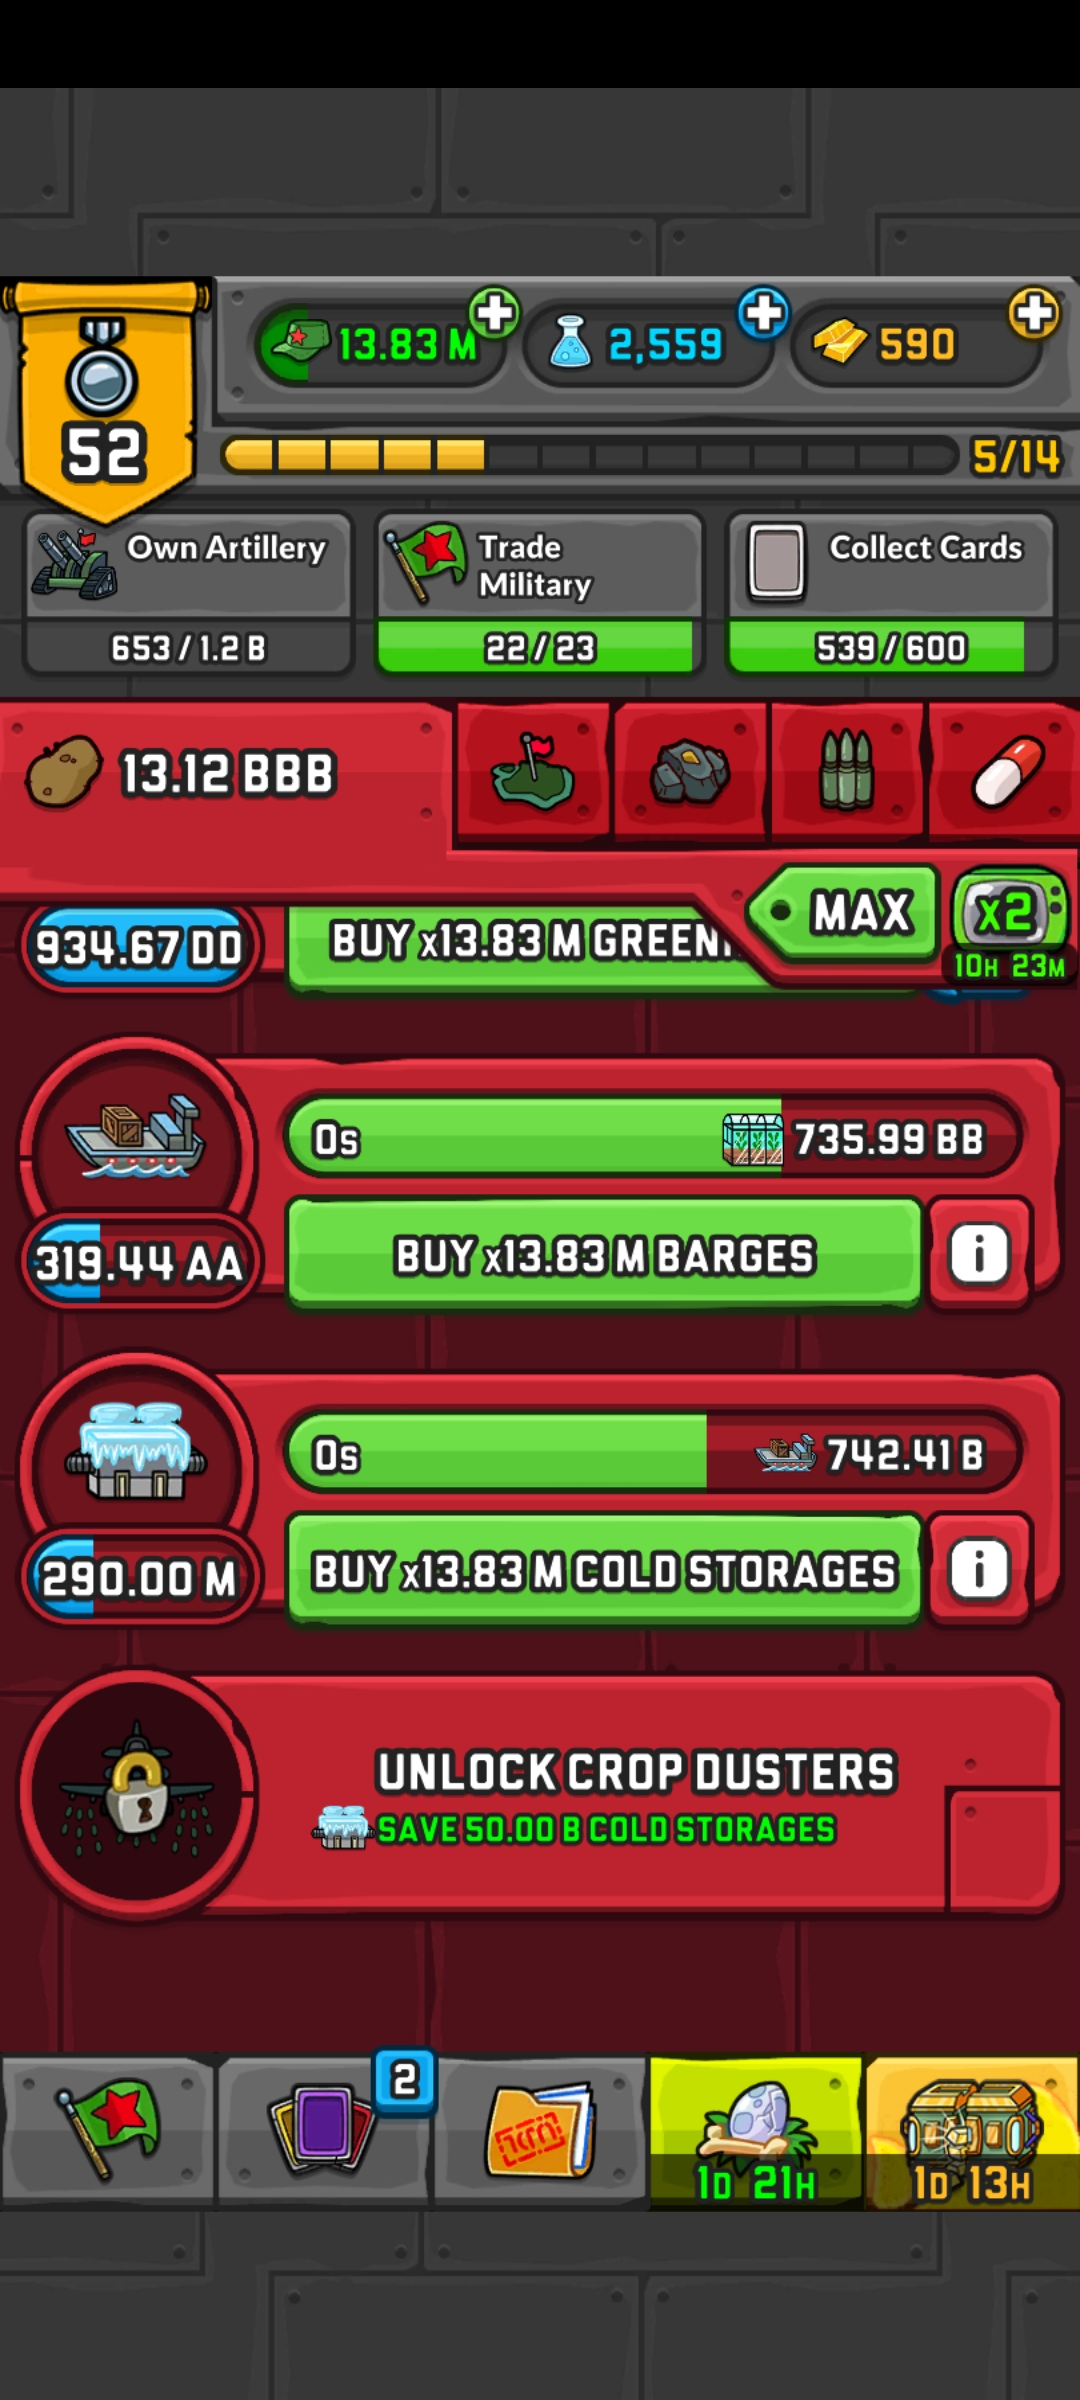 13.83 M
2,559
590
52
5/14
Own Artillery
Trade
Military
Collect Cards
653 / 1.2 B
22 / 23
539 / 600
13.12 BBB
MAX
x2
10H 23M
934.67 DD
BUY x13.83 M
0s
735.99 BB
BUY x13.83 M BARGES
i
319.44 AA
0s
742.41 B
BUY x13.83 M COLD STORAGES
i
290.00 M
UNLOCK CROP DUSTERS
SAVE 50.00 B COLD STORAGES
2
1D 21H
1D 13H